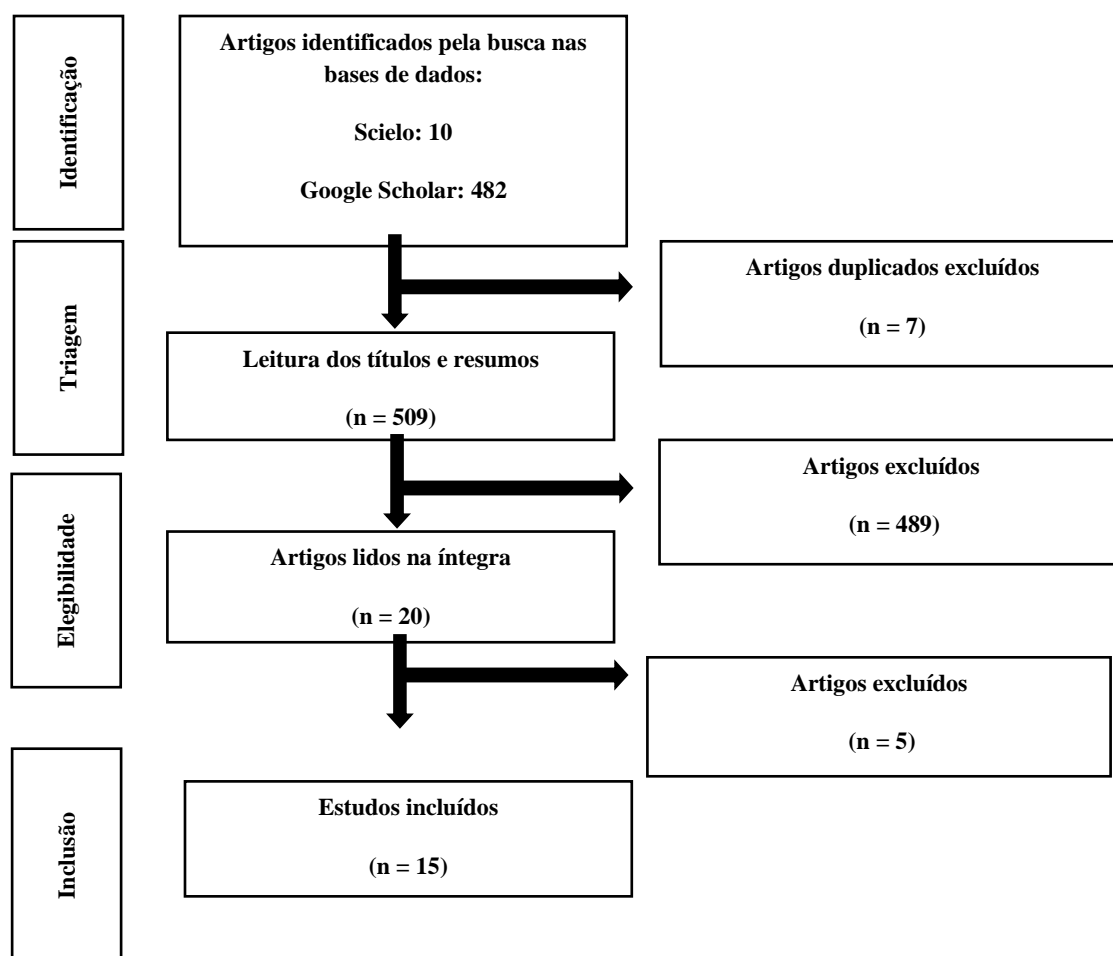 Identificação
Artigos identificados pela busca nas
bases de dados:
Scielo: 10
Google Scholar: 482
Triagem
Artigos duplicados excluídos
(n = 7)
Leitura dos títulos e resumos
(n = 509)
Elegibilidade
Artigos excluídos
(n = 489)
Artigos lidos na íntegra
(n = 20)
Artigos excluídos
(n = 5)
Inclusão
Estudos incluídos
(n = 15)